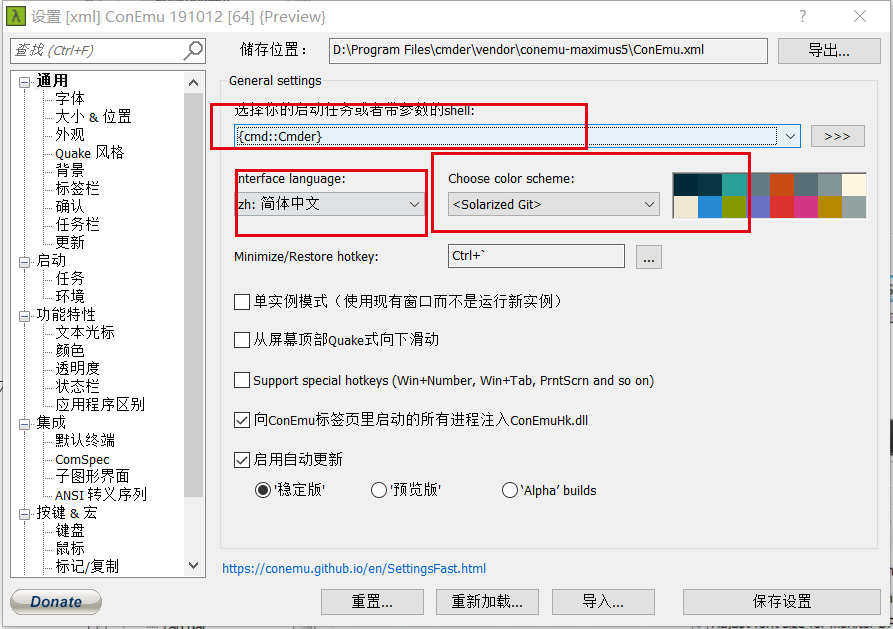 设置 [xml] ConEmu 191012 [64] {Preview}
查找 (Ctrl+F)
储存位置：
D:\Program Files\cmder\vendor\conemu-maximus5\ConEmu.xml
导出...
通用
字体
大小 & 位置
外观
Quake 风格
背景
标签栏
确认
任务栏
更新
启动
任务
环境
功能特性
文本光标
颜色
透明度
状态栏
应用程序区别
集成
默认终端
ComSpec
子图形界面
ANSI 转义序列
按键 & 宏
键盘
鼠标
标记/复制
General settings
选择你的启动任务或者带参数的shell:
{cmd::Cmder}
>>>
Interface language:
Choose color scheme:
zh: 简体中文
<Solarized Git>
Minimize/Restore hotkey:
Ctrl+`
...
单实例模式（使用现有窗口而不是运行新实例）
从屏幕顶部Quake式向下滑动
Support special hotkeys (Win+Number, Win+Tab, PrntScrn and so on)
向ConEmu标签页里启动的所有进程注入ConEmuHk.dll
启用自动更新
'稳定版'
'预览版'
'Alpha' builds
https://conemu.github.io/en/SettingsFast.html
Donate
重置...
重新加载...
导入...
保存设置